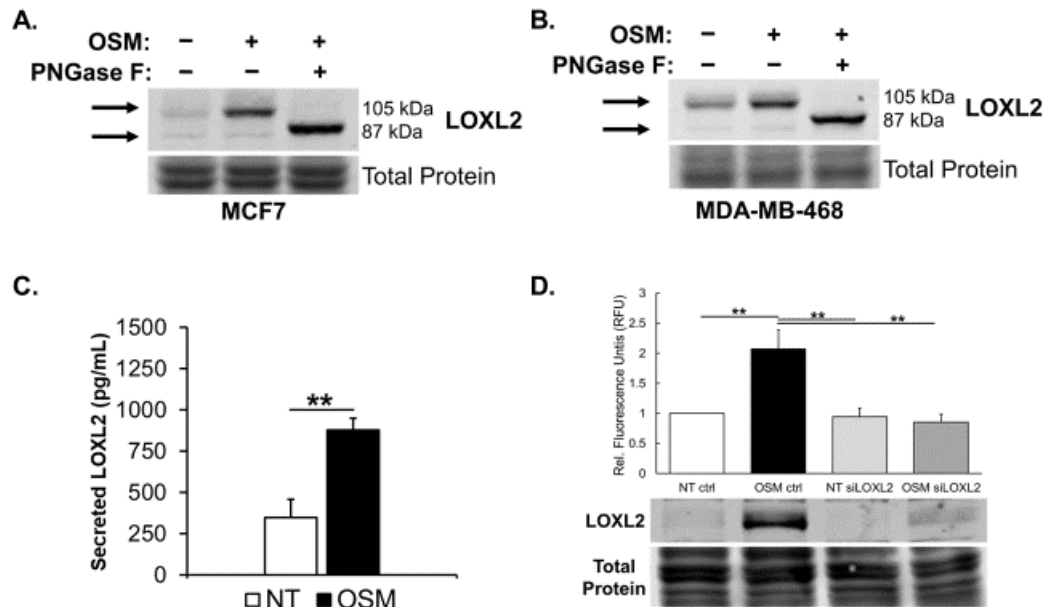 A.
OSM: − + +
PNGase F: − − +
105 kDa
87 kDa
LOXL2
Total Protein
MCF7
B.
OSM: − + +
PNGase F: − − +
105 kDa
87 kDa
LOXL2
Total Protein
MDA-MB-468
C.
Secreted LOXL2 (pg/mL)
1500
1250
1000
750
500
250
0
**
NT OSM
D.
Rel. Fluorescence Untis (RFU)
3
2.5
2
1.5
1
0.5
0
** ** **
NT ctrl OSM ctrl NT siLOXL2 OSM siLOXL2
LOXL2
Total
Protein